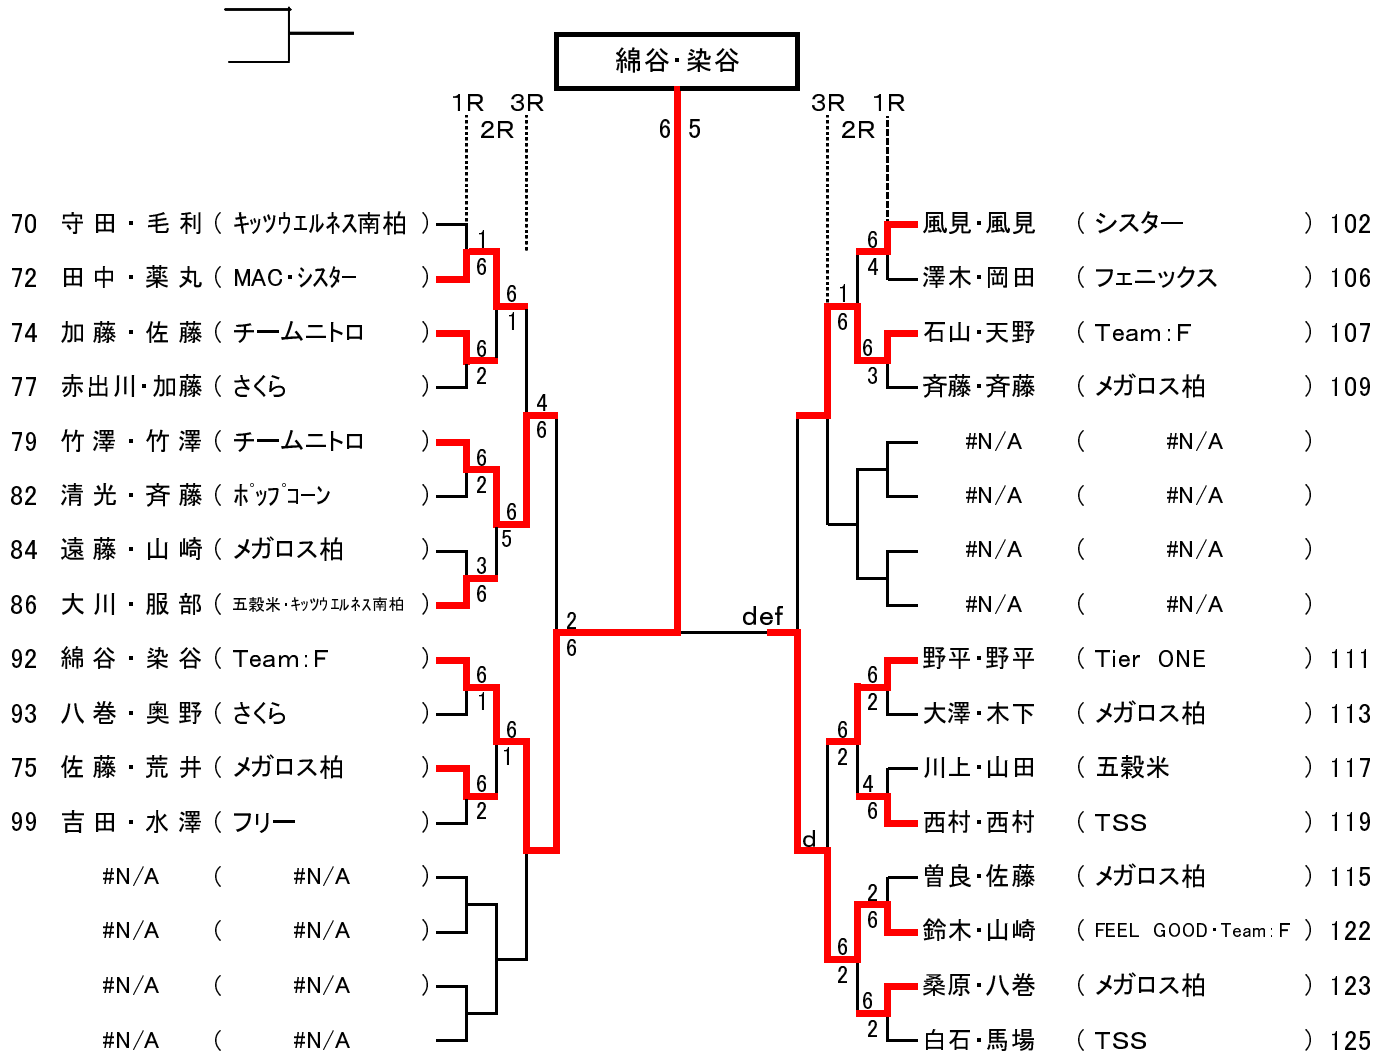 綿谷・染谷
1R 3R 3R 1R
2R 6 5 2R
70 守田・毛利 ( キッツウエルネス南柏 ) 風見・風見 ( シスター ) 102
1 6
72 田中・薬丸 ( MAC・シスター ) 6 4 澤木・岡田 ( フェニックス ) 106
6 1
1 6
74 加藤・佐藤 ( チームニトロ ) 石山・天野 ( Team:F ) 107
6 6
2 3
77 赤出川・加藤 ( さくら ) 斉藤・斉藤 ( メガロス柏 ) 109
4
6
79 竹澤・竹澤 ( チームニトロ ) #N/A ( #N/A )
6
2
82 清光・斉藤 ( ポップコーン ) #N/A ( #N/A )
6
5
84 遠藤・山崎 ( メガロス柏 ) #N/A ( #N/A )
3
6
86 大川・服部 ( 五穀米・キッツウエルネス南柏 ) #N/A ( #N/A )
2 def
6
92 綿谷・染谷 ( Team:F ) 野平・野平 ( Tier ONE ) 111
6 6
1 2
93 八巻・奥野 ( さくら ) 大澤・木下 ( メガロス柏 ) 113
6 6
1 2
75 佐藤・荒井 ( メガロス柏 ) 川上・山田 ( 五穀米 ) 117
6 4
2 6
99 吉田・水澤 ( フリー ) 西村・西村 ( TSS ) 119
d
#N/A ( #N/A ) 曽良・佐藤 ( メガロス柏 ) 115
2
6
#N/A ( #N/A ) 鈴木・山崎 ( FEEL GOOD・Team:F ) 122
6
2
#N/A ( #N/A ) 桑原・八巻 ( メガロス柏 ) 123
6
2
#N/A ( #N/A ) 白石・馬場 ( TSS ) 125